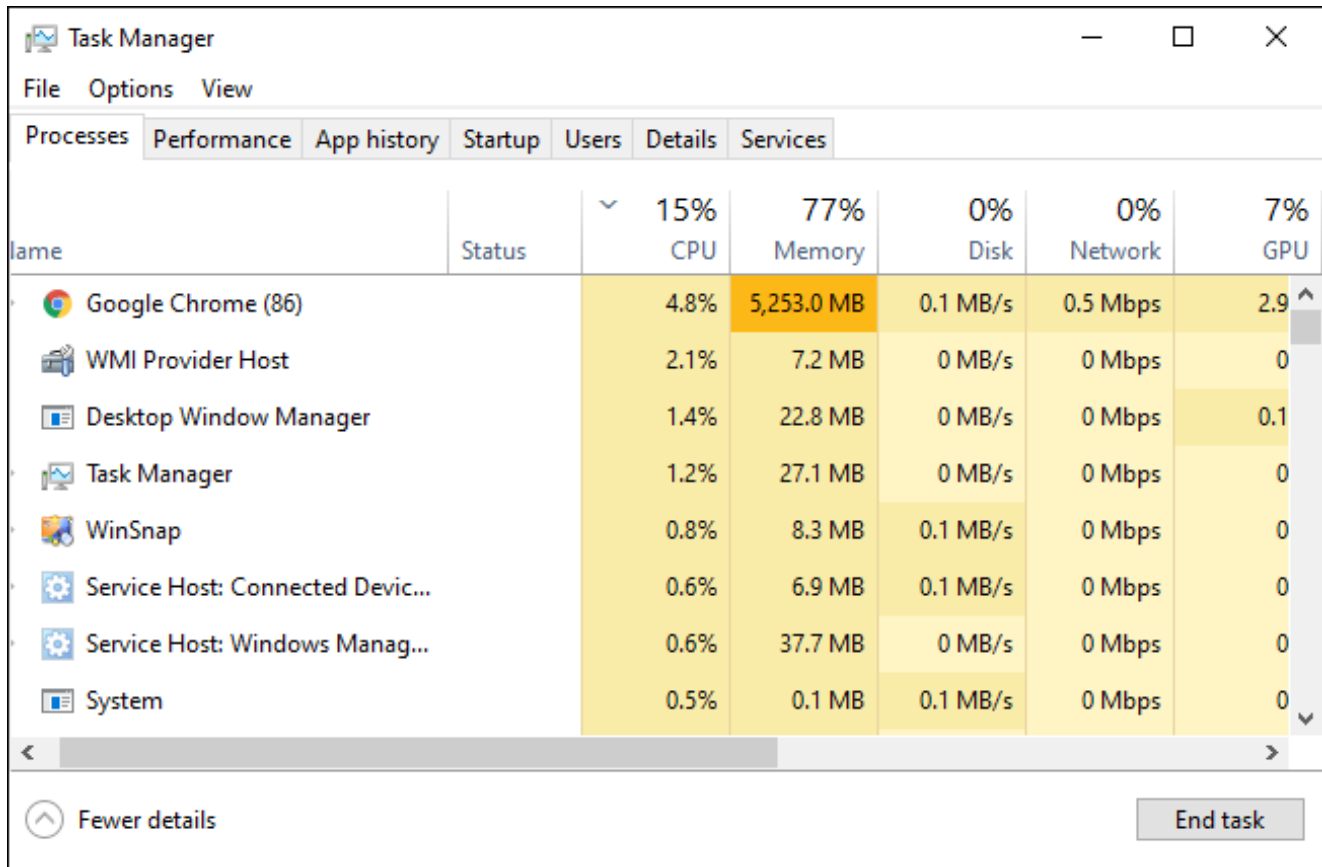 Task Manager
File Options View
Processes Performance App history Startup Users Details Services
15% 77% 0% 0% 7%
lame Status CPU Memory Disk Network GPU
Google Chrome (86) 4.8% 5,253.0 MB 0.1 MB/s 0.5 Mbps 2.9
WMI Provider Host 2.1% 7.2 MB 0 MB/s 0 Mbps 0
Desktop Window Manager 1.4% 22.8 MB 0 MB/s 0 Mbps 0.1
Task Manager 1.2% 27.1 MB 0 MB/s 0 Mbps 0
WinSnap 0.8% 8.3 MB 0.1 MB/s 0 Mbps 0
Service Host: Connected Devic... 0.6% 6.9 MB 0.1 MB/s 0 Mbps 0
Service Host: Windows Manag... 0.6% 37.7 MB 0 MB/s 0 Mbps 0
System 0.5% 0.1 MB 0.1 MB/s 0 Mbps 0
Fewer details End task